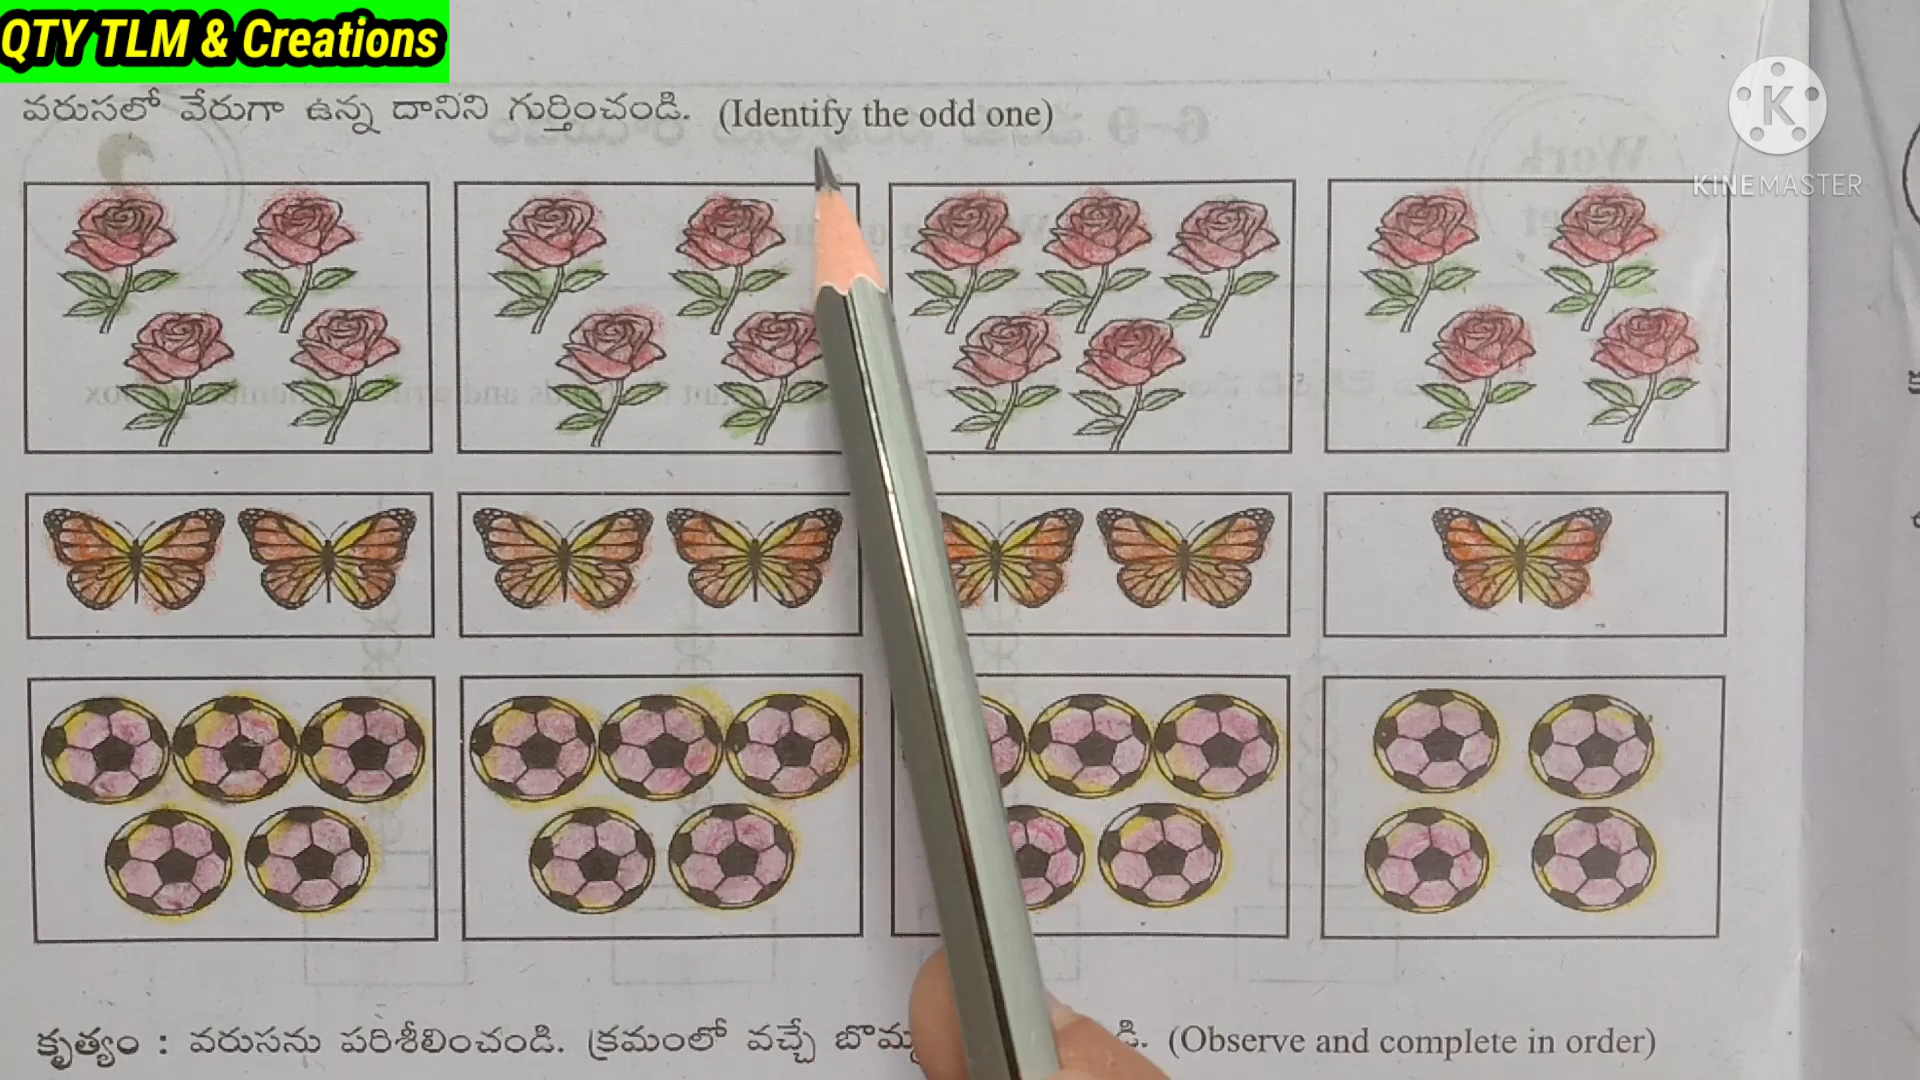 QTY TLM & Creations
వరుసలో వేరుగా ఉన్న దానిని గుర్తించండి. (Identify the odd one)
KINEMASTER
కృత్యం : వరుసను పరిశీలించండి. క్రమంలో వచ్చే (Observe and complete in order)